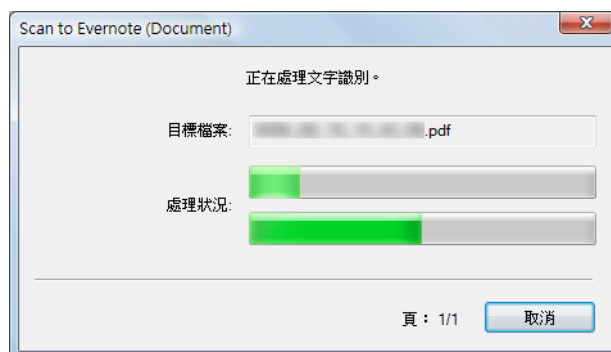 Scan to Evernote (Document)
正在處理文字識別。
目標檔案: .pdf
處理狀況:
頁： 1/1 取消